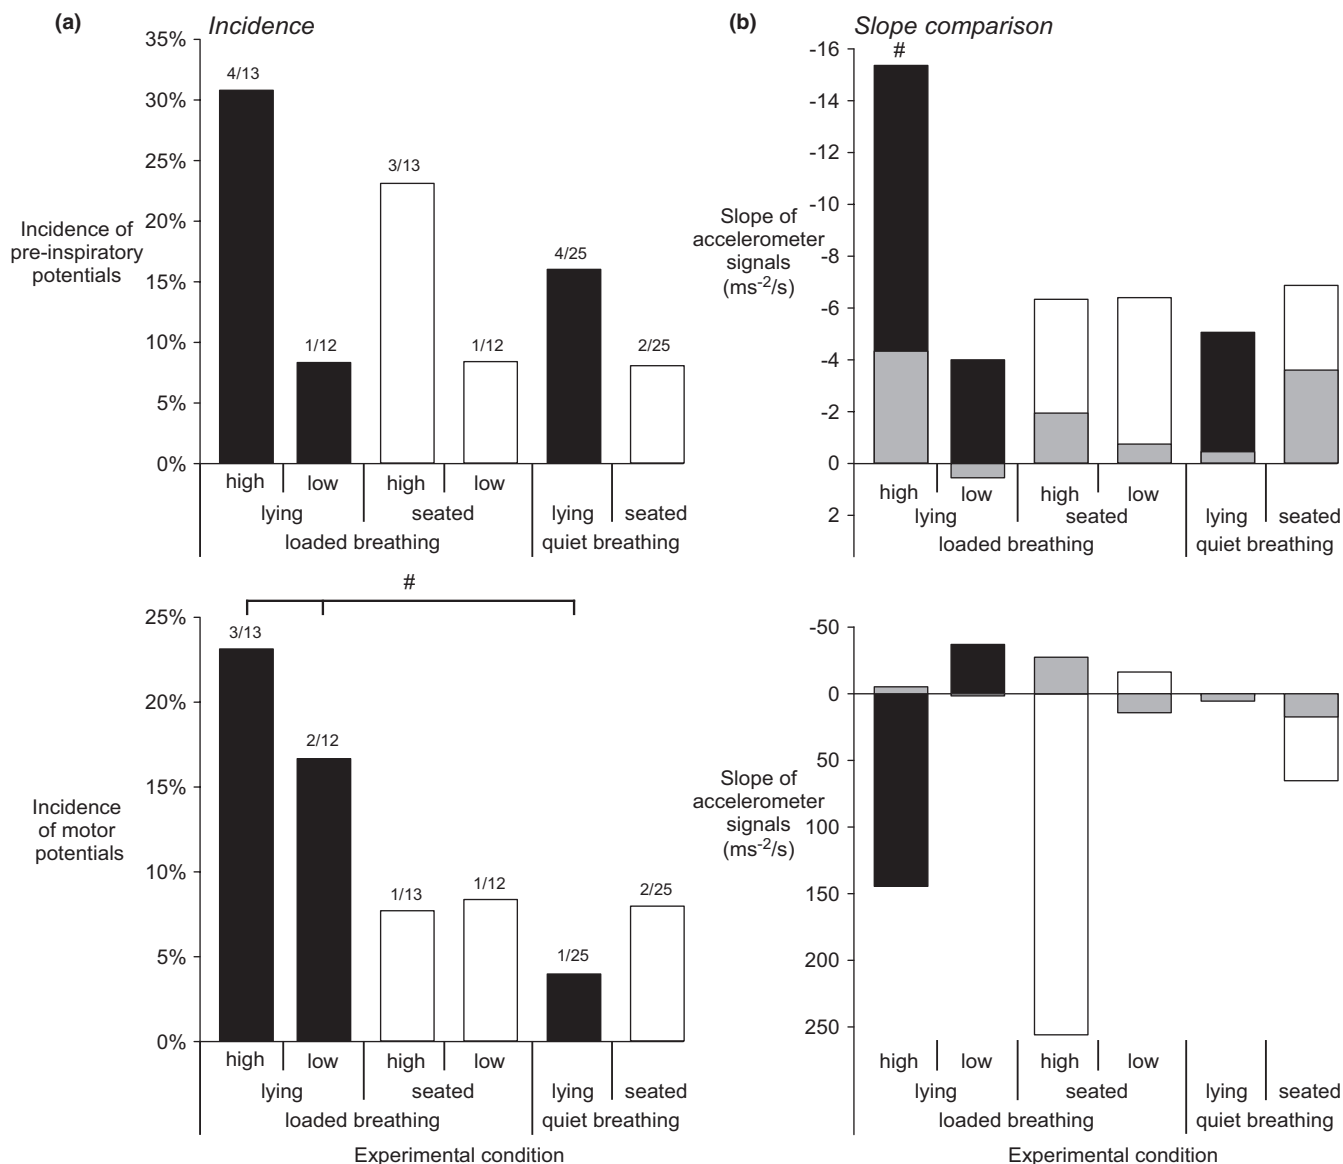 (a)
Incidence
35%
30%
25%
20%
15%
10%
5%
0%
Incidence of
pre-inspiratory
potentials
4/13
1/12
3/13
1/12
4/25
2/25
high
low
high
low
lying
seated
lying
seated
loaded breathing
quiet breathing
(b)
Slope comparison
-16
-14
-12
-10
-8
-6
-4
-2
0
2
Slope of
accelerometer
signals
(ms-2/s)
#
high
low
high
low
lying
seated
lying
seated
loaded breathing
quiet breathing
#
25%
20%
15%
10%
5%
0%
Incidence
of motor
potentials
3/13
2/12
1/13
1/12
1/25
2/25
high
low
high
low
lying
seated
lying
seated
loaded breathing
quiet breathing
Experimental condition
-50
0
50
100
150
200
250
Slope of
accelerometer
signals
(ms-2/s)
high
low
high
low
lying
seated
lying
seated
loaded breathing
quiet breathing
Experimental condition